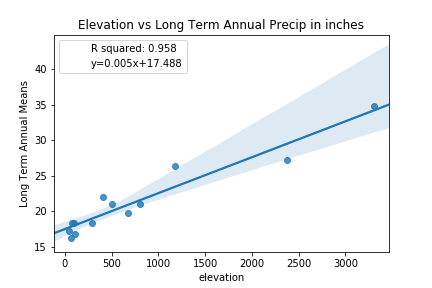 Elevation vs Long Term Annual Precip in inches
R squared: 0.958
y=0.005x+17.488
Long Term Annual Means
40
35
30
25
20
15
0 500 1000 1500 2000 2500 3000
elevation